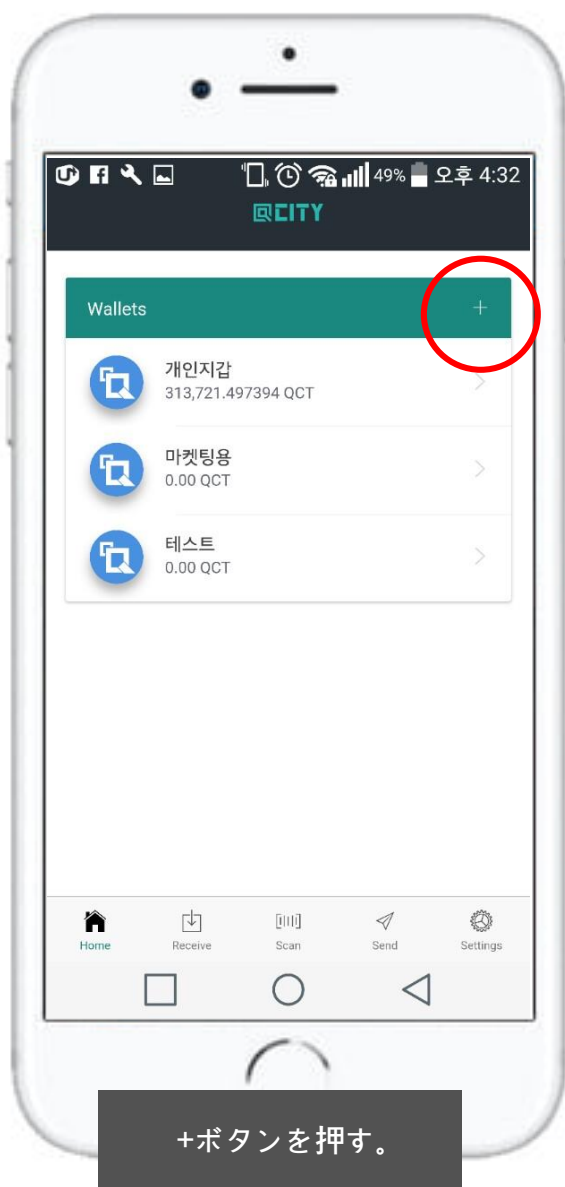 49% 오후 4:32
@CITY
Wallets +
개인지갑
313,721.497394 QCT
마켓팅용
0.00 QCT
테스트
0.00 QCT
Home Receive Scan Send Settings
+ボタンを押す。